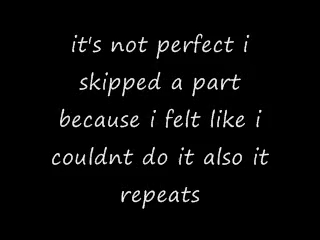 it's not perfect i
skipped a part
because i felt like i
couldnt do it also it
repeats